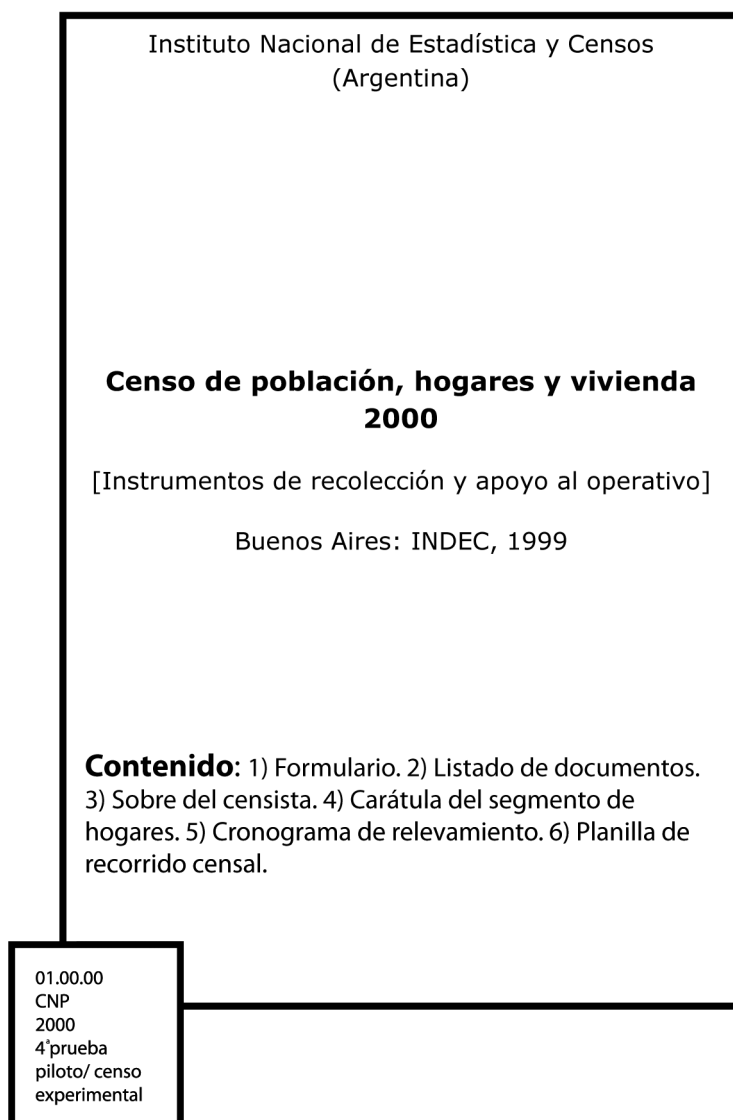 Instituto Nacional de Estadística y Censos
(Argentina)
Censo de población, hogares y vivienda
2000
[Instrumentos de recolección y apoyo al operativo]
Buenos Aires: INDEC, 1999
Contenido: 1) Formulario. 2) Listado de documentos.
3) Sobre del censista. 4) Carátula del segmento de
hogares. 5) Cronograma de relevamiento. 6) Planilla de
recorrido censal.
01.00.00
CNP
2000
4ª prueba
piloto/ censo
experimental